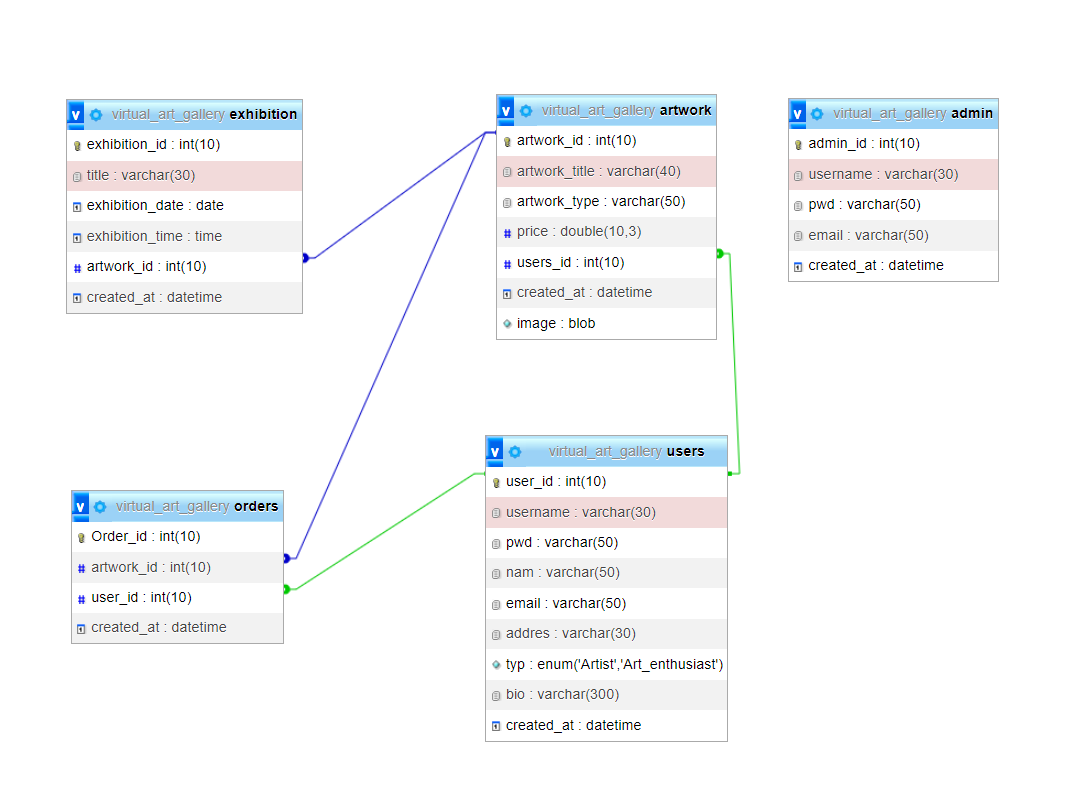 virtual_art_gallery exhibition
exhibition_id : int(10)
title : varchar(30)
exhibition_date : date
exhibition_time : time
artwork_id : int(10)
created_at : datetime
virtual_art_gallery artwork
artwork_id : int(10)
artwork_title : varchar(40)
artwork_type : varchar(50)
price : double(10,3)
users_id : int(10)
created_at : datetime
image : blob
virtual_art_gallery admin
admin_id : int(10)
username : varchar(30)
pwd : varchar(50)
email : varchar(50)
created_at : datetime
virtual_art_gallery orders
Order_id : int(10)
artwork_id : int(10)
user_id : int(10)
created_at : datetime
virtual_art_gallery users
user_id : int(10)
username : varchar(30)
pwd : varchar(50)
nam : varchar(50)
email : varchar(50)
addres : varchar(30)
typ : enum('Artist','Art_enthusiast')
bio : varchar(300)
created_at : datetime